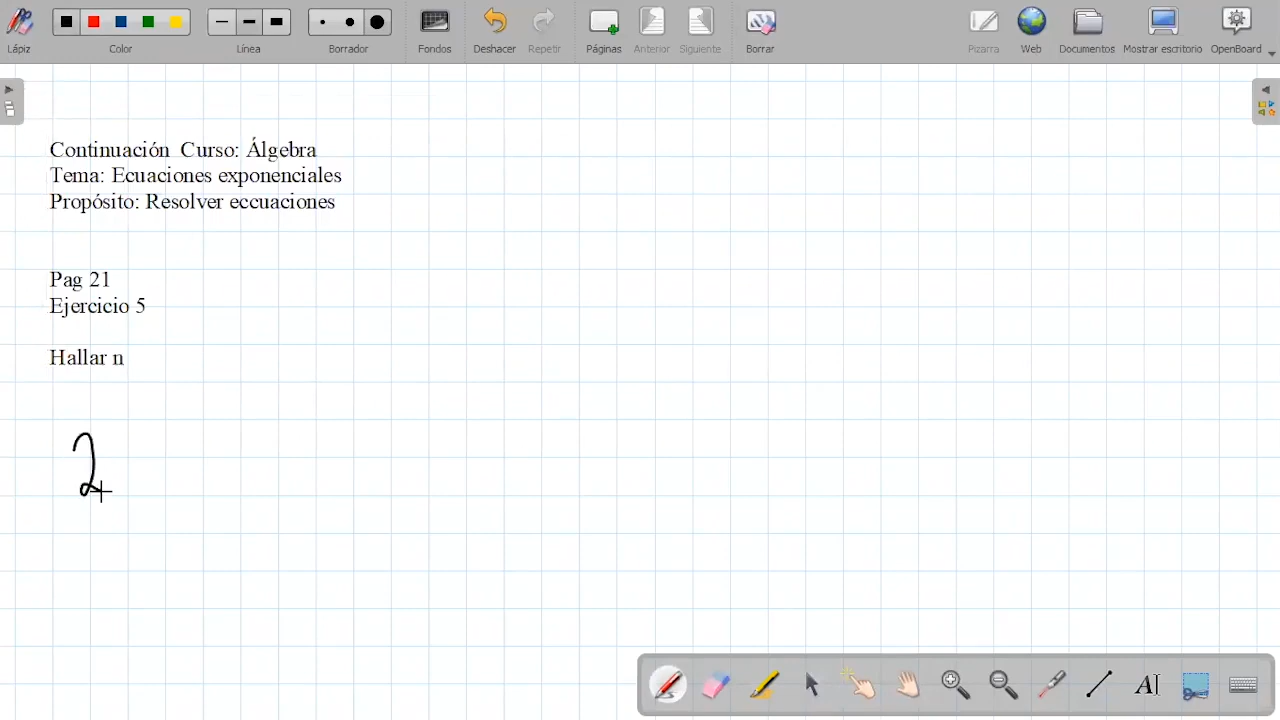 Lápiz Color Línea Borrador Fondos Deshacer Repetir Páginas Anterior Siguiente Borrar Pizarra Web Documentos Mostrar escritorio OpenBoard
Continuación Curso: Álgebra
Tema: Ecuaciones exponenciales
Propósito: Resolver eccuaciones
Pag 21
Ejercicio 5
Hallar n
2